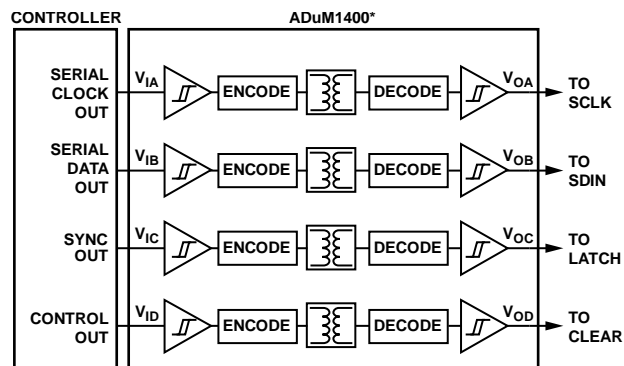 CONTROLLER
ADuM1400*
SERIAL
CLOCK
OUT
VIA
ENCODE
DECODE
VOA
TO
SCLK
SERIAL
DATA
OUT
VIB
ENCODE
DECODE
VOB
TO
SDIN
SYNC
OUT
VIC
ENCODE
DECODE
VOC
TO
LATCH
CONTROL
OUT
VID
ENCODE
DECODE
VOD
TO
CLEAR